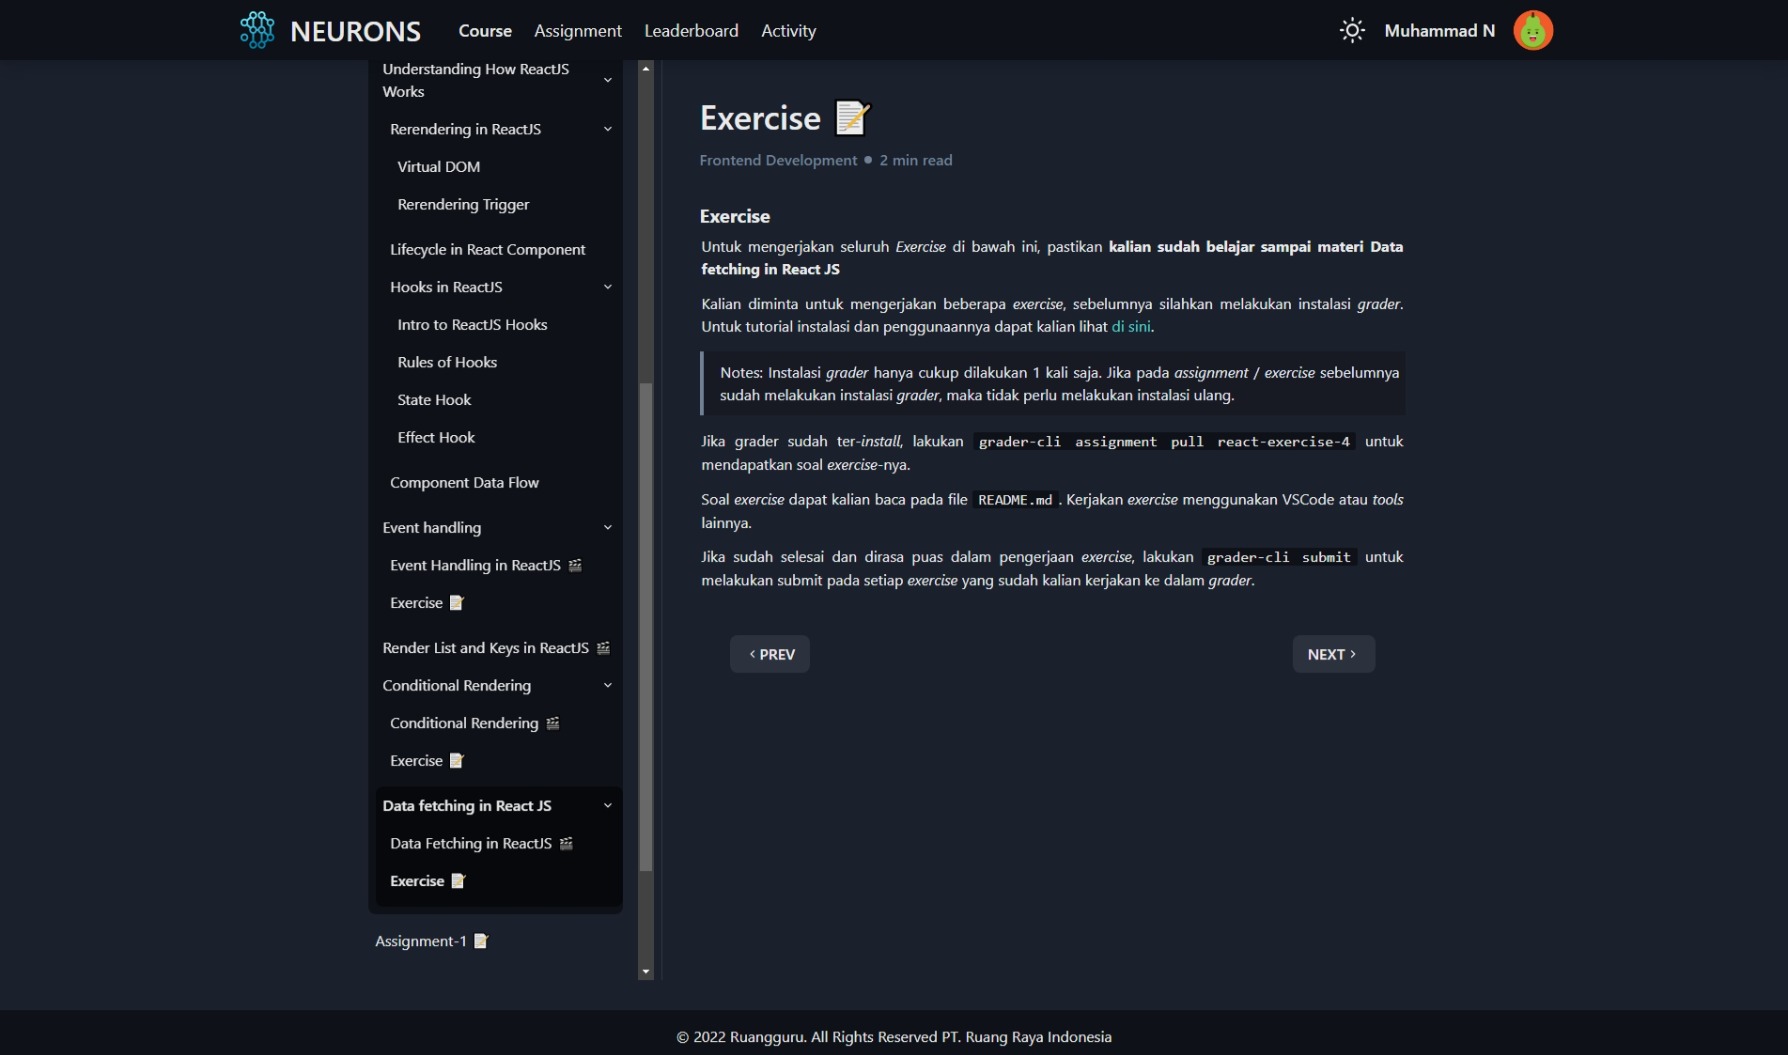 NEURONS
Course
Assignment
Leaderboard
Activity
Muhammad N
Understanding How ReactJS
Works
Rerendering in ReactJS
Virtual DOM
Rerendering Trigger
Lifecycle in React Component
Hooks in ReactJS
Intro to ReactJS Hooks
Rules of Hooks
State Hook
Effect Hook
Component Data Flow
Event handling
Event Handling in ReactJS
Exercise
Render List and Keys in ReactJS
Conditional Rendering
Conditional Rendering
Exercise
Data fetching in React JS
Data Fetching in ReactJS
Exercise
Assignment-1
Exercise
Frontend Development • 2 min read
Exercise
Untuk mengerjakan seluruh Exercise di bawah ini, pastikan kalian sudah belajar sampai materi Data
fetching in React JS
Kalian diminta untuk mengerjakan beberapa exercise, sebelumnya silahkan melakukan instalasi grader.
Untuk tutorial instalasi dan penggunaannya dapat kalian lihat di sini.
Notes: Instalasi grader hanya cukup dilakukan 1 kali saja. Jika pada assignment / exercise sebelumnya
sudah melakukan instalasi grader, maka tidak perlu melakukan instalasi ulang.
Jika grader sudah ter-install, lakukan grader-cli assignment pull react-exercise-4 untuk
mendapatkan soal exercise-nya.
Soal exercise dapat kalian baca pada file README.md . Kerjakan exercise menggunakan VSCode atau tools
lainnya.
Jika sudah selesai dan dirasa puas dalam pengerjaan exercise, lakukan grader-cli submit untuk
melakukan submit pada setiap exercise yang sudah kalian kerjakan ke dalam grader.
‹ PREV
NEXT ›
© 2022 Ruangguru. All Rights Reserved PT. Ruang Raya Indonesia